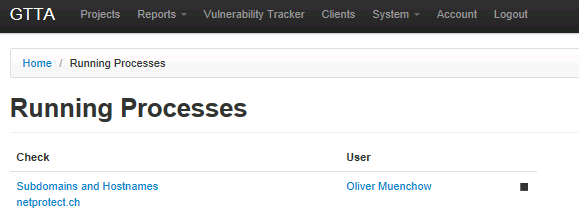 GTTA Projects Reports Vulnerability Tracker Clients System Account Logout
Home / Running Processes
Running Processes
Check User
Subdomains and Hostnames Oliver Muenchow
netprotect.ch